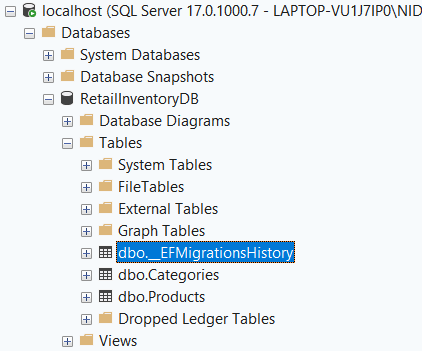 localhost (SQL Server 17.0.1000.7 - LAPTOP-VU1J7IP0\NID
Databases
System Databases
Database Snapshots
RetailInventoryDB
Database Diagrams
Tables
System Tables
FileTables
External Tables
Graph Tables
dbo.__EFMigrationsHistory
dbo.Categories
dbo.Products
Dropped Ledger Tables
Views